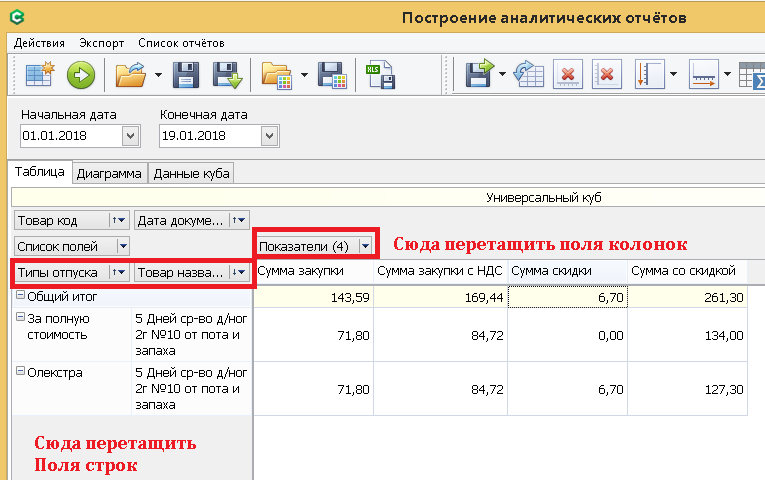 Построение аналитических отчётов
Действия Экспорт Список отчётов
XLS
Начальная дата Конечная дата
01.01.2018 19.01.2018
Таблица Диаграмма Данные куба
Универсальный куб
Товар код Дата докуме...
Список полей Показатели (4) Сюда перетащить поля колонок
Типы отпуска Товар назва... Сумма закупки Сумма закупки с НДС Сумма скидки Сумма со скидкой
Общий итог 143,59 169,44 6,70 261,30
За полную стоимость 5 Дней ср-во д/ног
2г №10 от пота и
запаха 71,80 84,72 0,00 134,00
Олекстра 5 Дней ср-во д/ног
2г №10 от пота и
запаха 71,80 84,72 6,70 127,30
Сюда перетащить
Поля строк